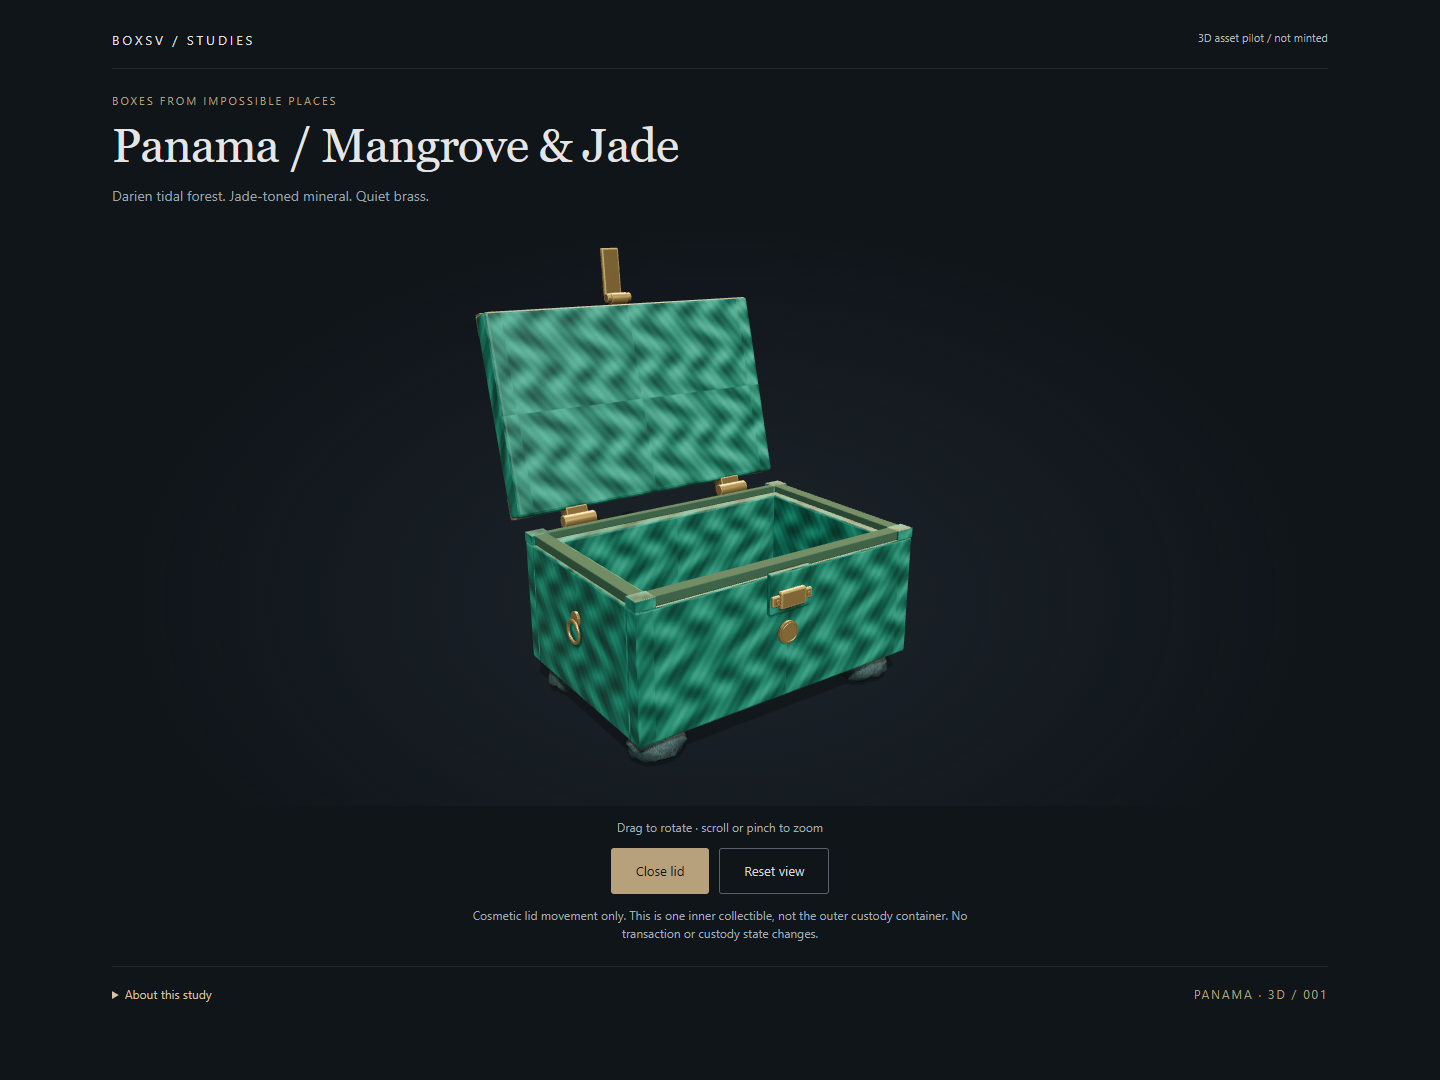 BOXSV / STUDIES
3D asset pilot / not minted
BOXES FROM IMPOSSIBLE PLACES
Panama / Mangrove & Jade
Darien tidal forest. Jade-toned mineral. Quiet brass.
Drag to rotate · scroll or pinch to zoom
Close lid
Reset view
Cosmetic lid movement only. This is one inner collectible, not the outer custody container. No
transaction or custody state changes.
About this study
PANAMA · 3D / 001